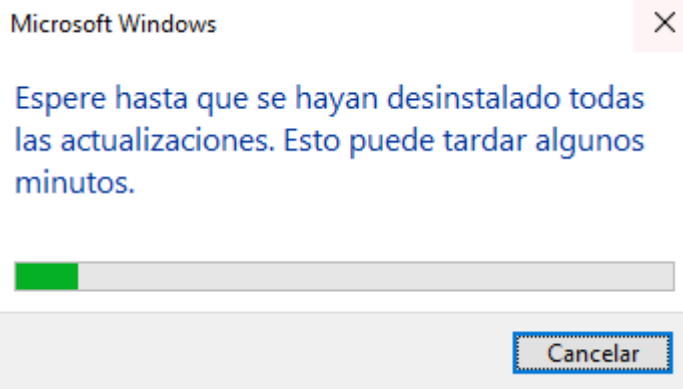 Microsoft Windows
Espere hasta que se hayan desinstalado todas
las actualizaciones. Esto puede tardar algunos
minutos.
Cancelar